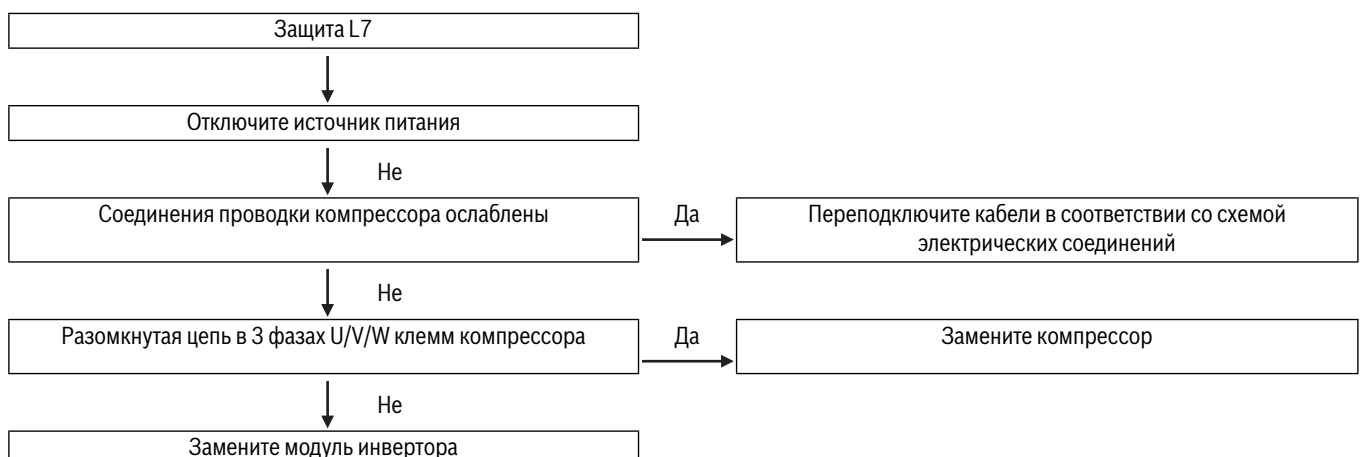 Защита L7
Отключите источник питания
Не
Соединения проводки компрессора ослаблены
Да
Переподключите кабели в соответствии со схемой
электрических соединений
Не
Разомкнутая цепь в 3 фазах U/V/W клемм компрессора
Да
Замените компрессор
Не
Замените модуль инвертора